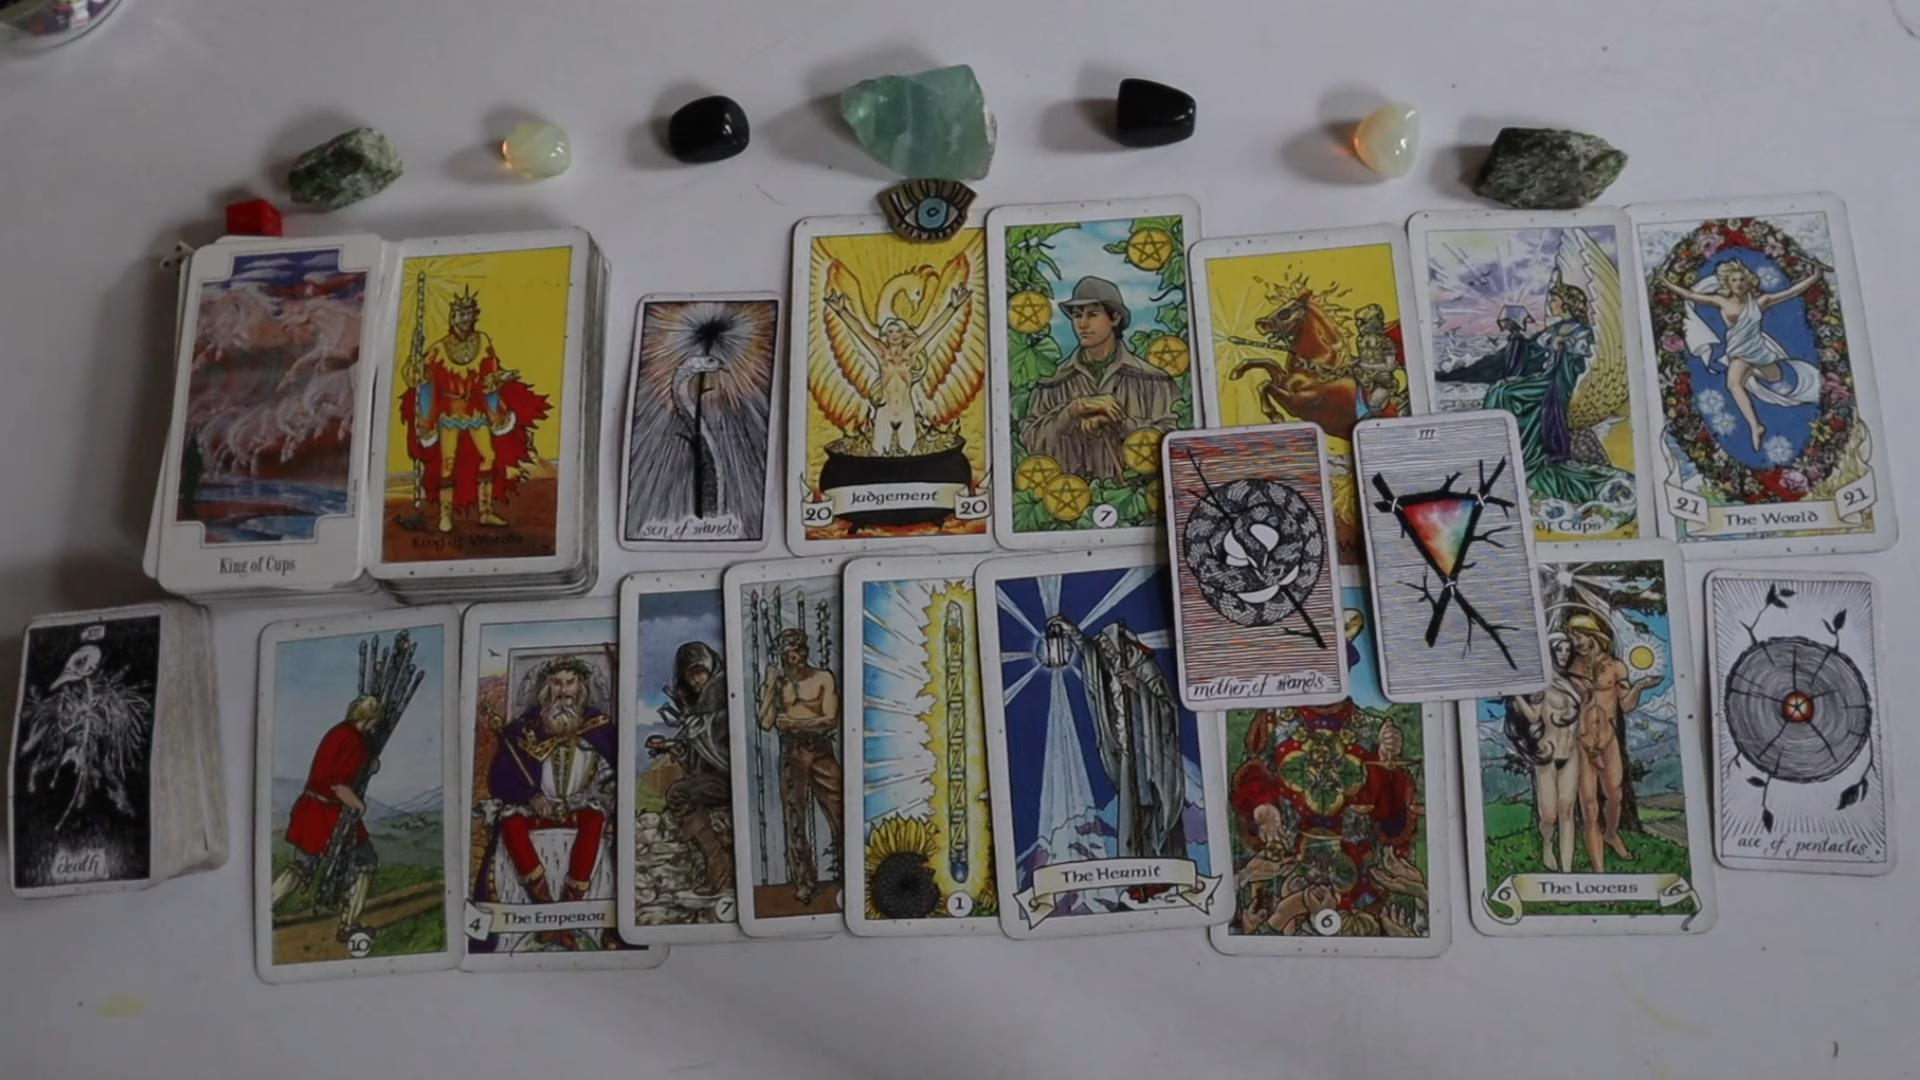 King of Cups
King of Wands
son of wands
20 Judgement 20
7
of Cups
21 The World 21
mother of wands
III
XIII
death
10
4 The Emperor
7
1
9 The Hermit
6
6 The Lovers 6
ace of pentacles